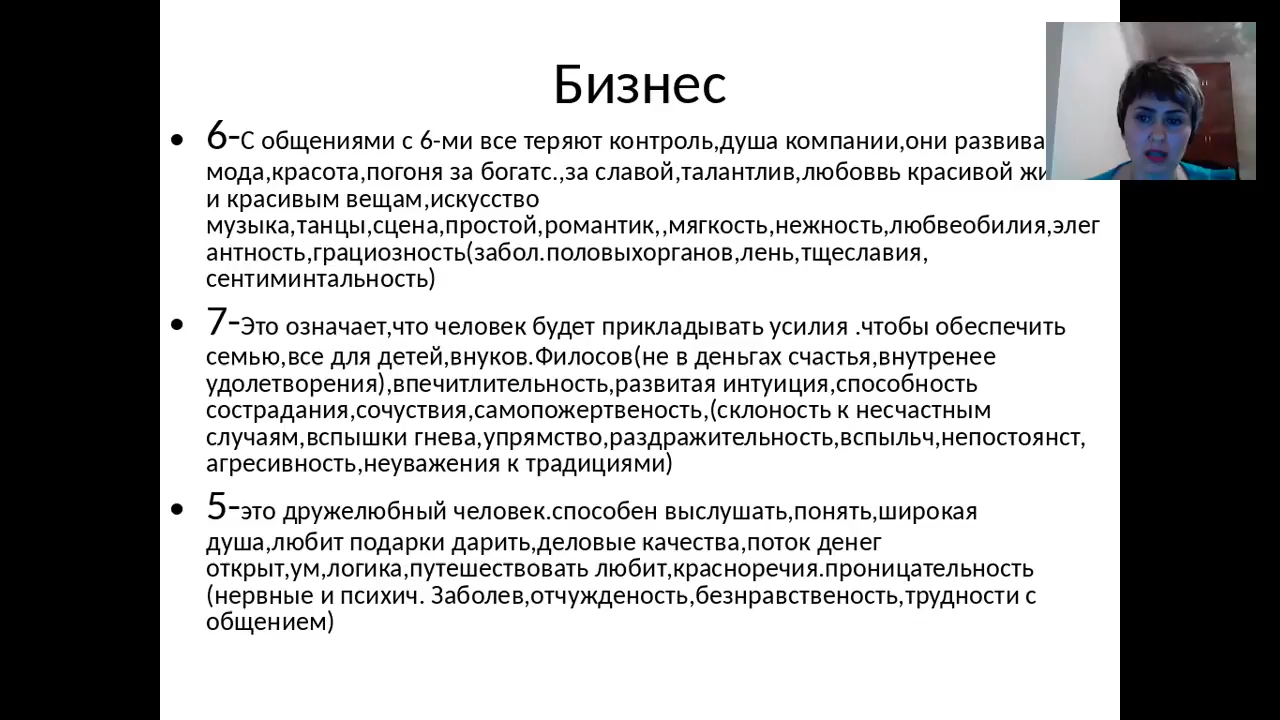 Бизнес
6-С общениями с 6-ми все теряют контроль,душа компании,они развива
мода,красота,погоня за богатс.,за славой,талантлив,любоввь красивой жи
и красивым вещам,искусство
музыка,танцы,сцена,простой,романтик,,мягкость,нежность,любвеобилия,элег
антность,грациозность(забол.половыхорганов,лень,тщеславия,
сентиминтальность)
7-Это означает,что человек будет прикладывать усилия .чтобы обеспечить
семью,все для детей,внуков.Филосов(не в деньгах счастья,внутренее
удолетворения),впечитлительность,развитая интуиция,способность
сострадания,сочуствия,самопожертвеность,(склоность к несчастным
случаям,вспышки гнева,упрямство,раздражительность,вспыльч,непостоянст,
агресивность,неуважения к традициями)
5-это дружелюбный человек.способен выслушать,понять,широкая
душа,любит подарки дарить,деловые качества,поток денег
открыт,ум,логика,путешествовать любит,красноречия.проницательность
(нервные и психич. Заболев,отчужденость,безнравственость,трудности с
общением)